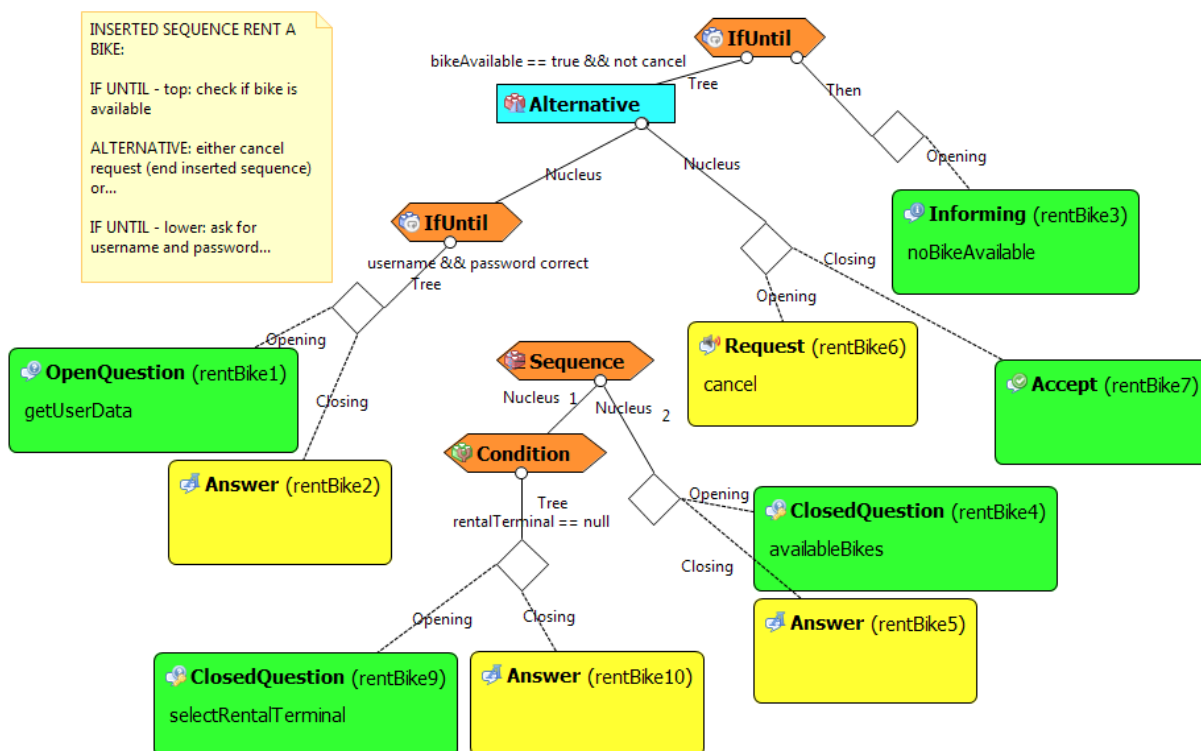 INSERTED SEQUENCE RENT A
BIKE:
IF UNTIL - top: check if bike is
available
ALTERNATIVE: either cancel
request (end inserted sequence)
or...
IF UNTIL - lower: ask for
username and password...
IfUntil
bikeAvailable == true && not cancel
Tree
Then
Alternative
Opening
Nucleus
Nucleus
Informing (rentBike3)
noBikeAvailable
IfUntil
username && password correct
Tree
Closing
Opening
Opening
Request (rentBike6)
cancel
OpenQuestion (rentBike1)
getUserData
Closing
Sequence
Accept (rentBike7)
Nucleus 1
Nucleus 2
Condition
Answer (rentBike2)
Tree
rentalTerminal == null
Opening
ClosedQuestion (rentBike4)
availableBikes
Closing
Answer (rentBike5)
Opening
Closing
ClosedQuestion (rentBike9)
selectRentalTerminal
Answer (rentBike10)